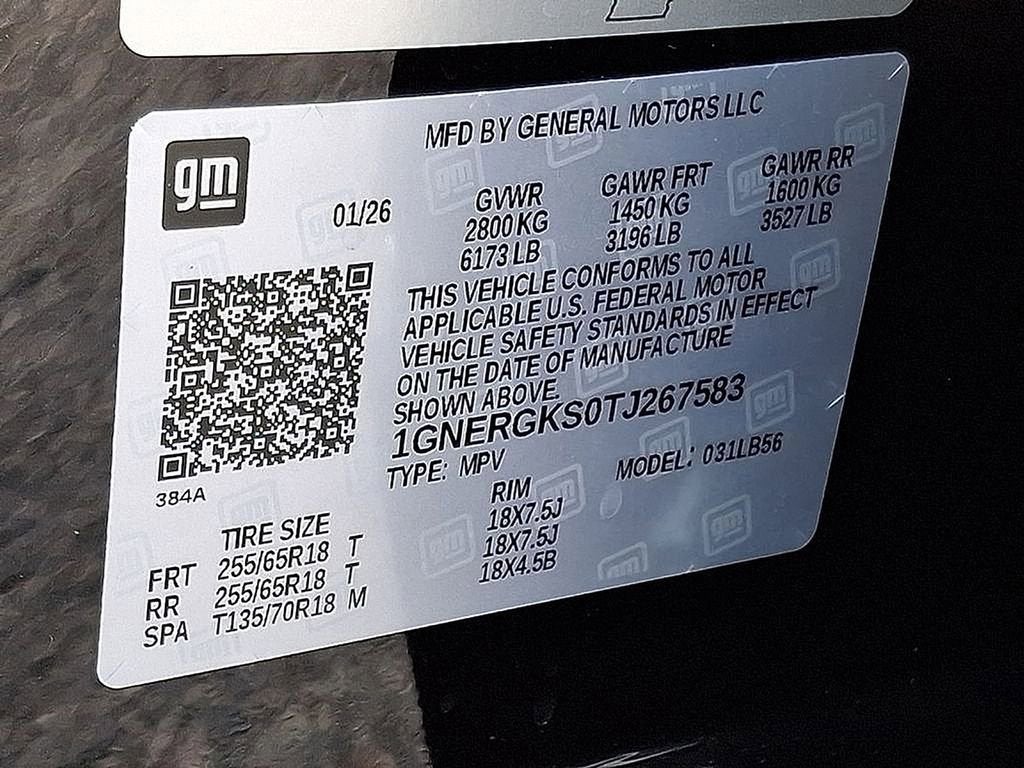 MFD BY GENERAL MOTORS LLC
gm
01/26
GVWR GAWR FRT GAWR RR
2800 KG 1450 KG 1600 KG
6173 LB 3196 LB 3527 LB
THIS VEHICLE CONFORMS TO ALL
APPLICABLE U.S. FEDERAL MOTOR
VEHICLE SAFETY STANDARDS IN EFFECT
ON THE DATE OF MANUFACTURE
SHOWN ABOVE.
1GNERGKS0TJ267583
TYPE: MPV MODEL: 031LB56
384A
TIRE SIZE RIM
FRT 255/65R18 T 18X7.5J
RR 255/65R18 T 18X7.5J
SPA T135/70R18 M 18X4.5B